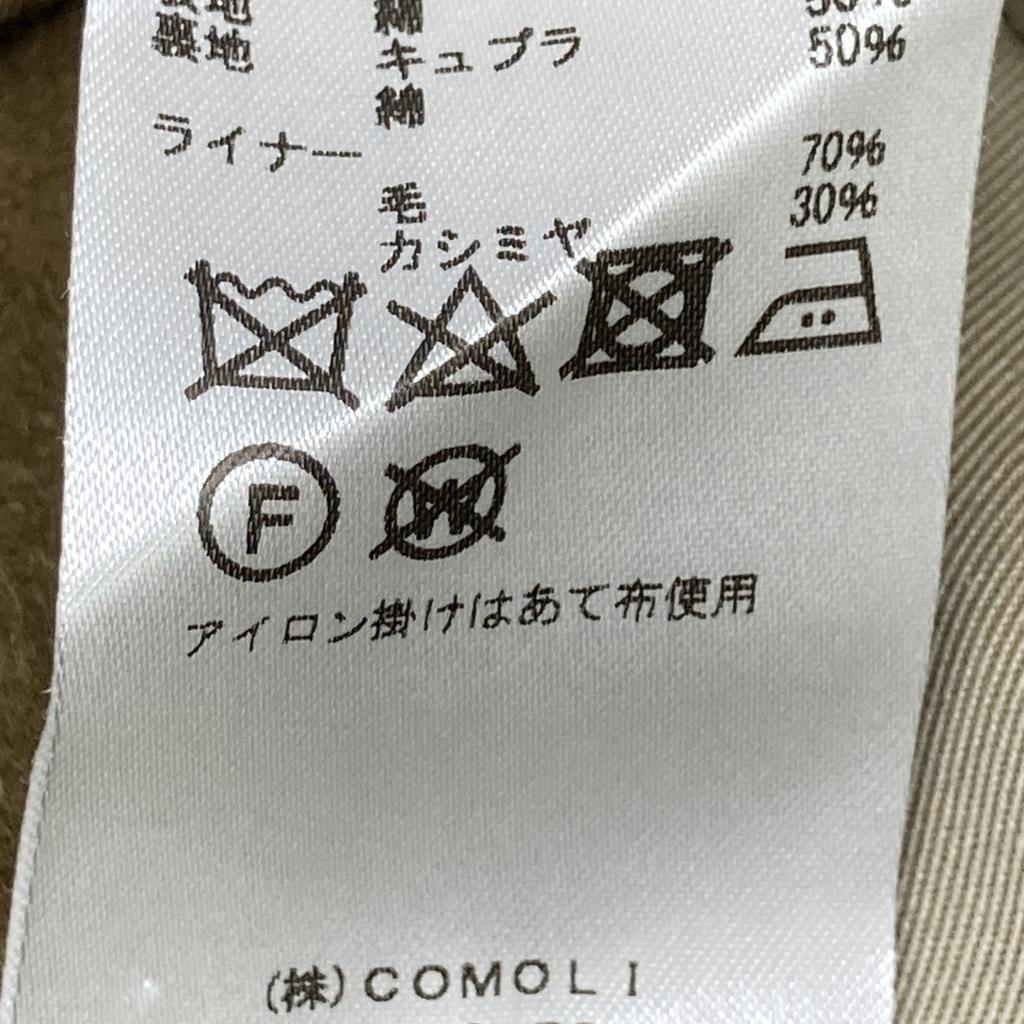 綿
裏地 キュプラ 50%
綿
ライナー 70%
毛 30%
カシミヤ
F
W
アイロン掛けはあて布使用
(株)COMOLI